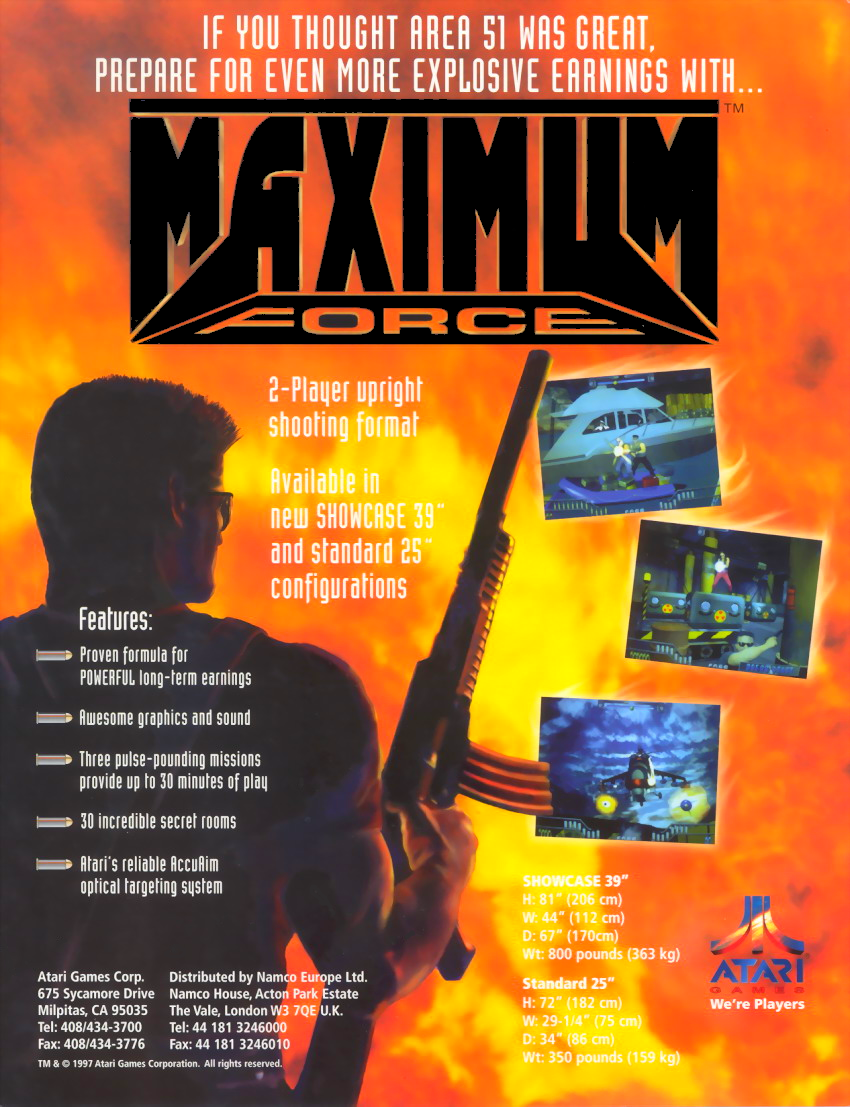 IF YOU THOUGHT AREA 51 WAS GREAT,
PREPARE FOR EVEN MORE EXPLOSIVE EARNINGS WITH...
MAXIMUM TM
FORCE
2-Player upright
shooting format
Available in
new SHOWCASE 39"
and standard 25"
configurations
Features:
Proven formula for
POWERFUL long-term earnings
Awesome graphics and sound
Three pulse-pounding missions
provide up to 30 minutes of play
30 incredible secret rooms
Atari's reliable AccuAim
optical targeting system
SHOWCASE 39"
H: 81" (206 cm)
W: 44" (112 cm)
D: 67" (170cm)
Wt: 800 pounds (363 kg)
Standard 25"
H: 72" (182 cm)
W: 29-1/4" (75 cm)
D: 34" (86 cm)
Wt: 350 pounds (159 kg)
ATARI
GAMES
We're Players
Atari Games Corp.
675 Sycamore Drive
Milpitas, CA 95035
Tel: 408/434-3700
Fax: 408/434-3776
Distributed by Namco Europe Ltd.
Namco House, Acton Park Estate
The Vale, London W3 7QE U.K.
Tel: 44 181 3246000
Fax: 44 181 3246010
TM & © 1997 Atari Games Corporation. All rights reserved.